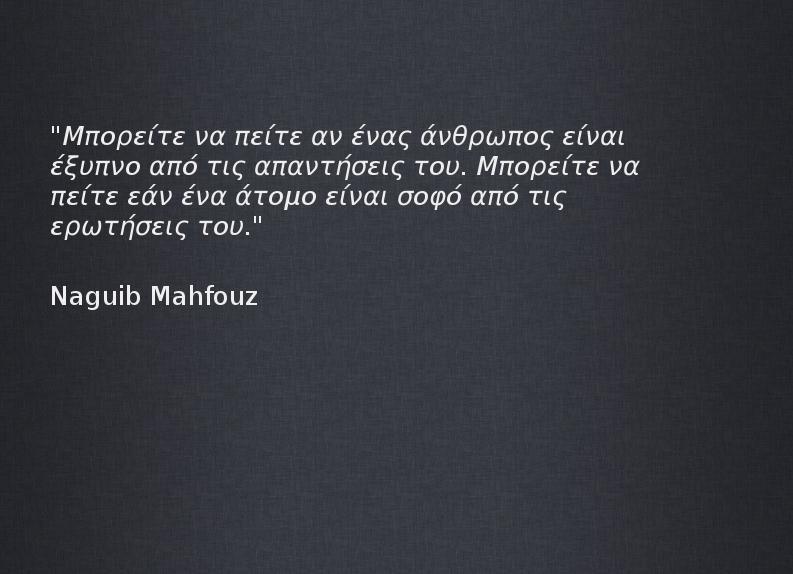 "Μπορείτε να πείτε αν ένας άνθρωπος είναι
έξυπνο από τις απαντήσεις του. Μπορείτε να
πείτε εάν ένα άτομο είναι σοφό από τις
ερωτήσεις του."
Naguib Mahfouz